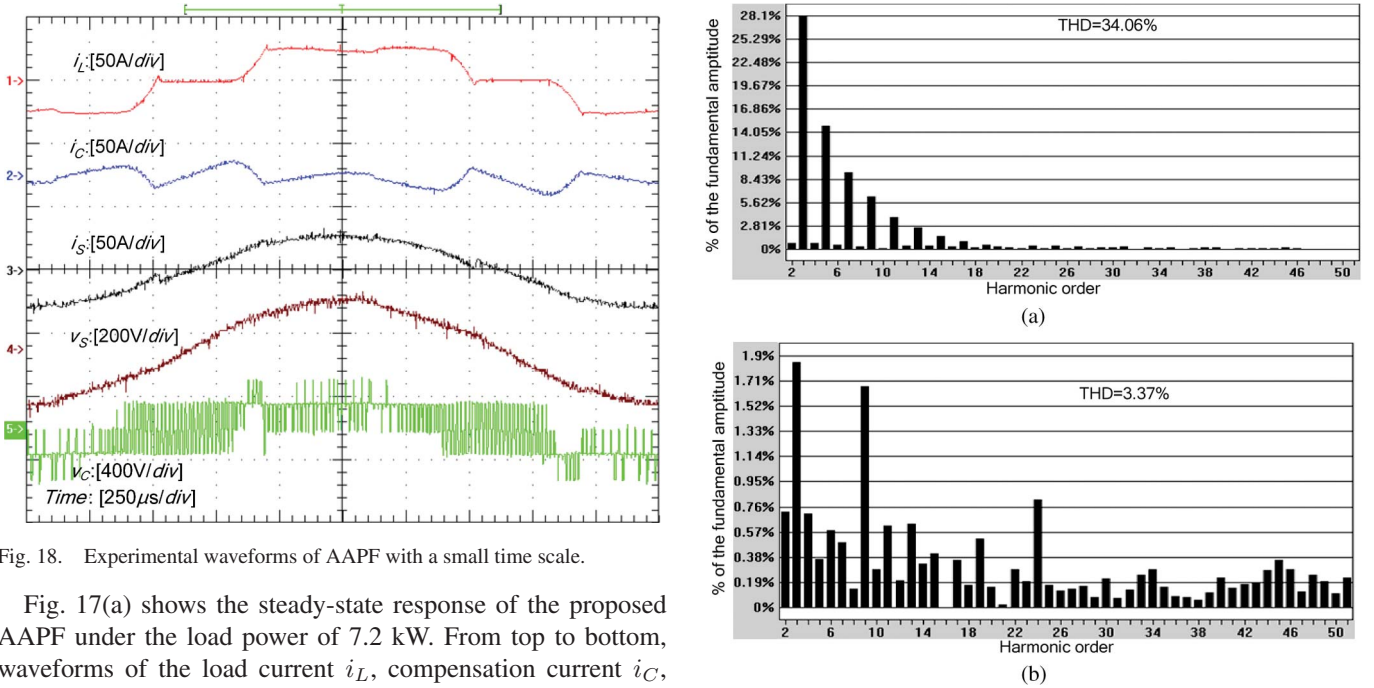 T
1->
i_L:[50A/div]
i_C:[50A/div]
2->
i_S:[50A/div]
3->
v_S:[200V/div]
4->
5->
v_C:[400V/div]
Time: [250μs/div]
Fig. 18. Experimental waveforms of AAPF with a small time scale.
Fig. 17(a) shows the steady-state response of the proposed
AAPF under the load power of 7.2 kW. From top to bottom,
waveforms of the load current i_L, compensation current i_C,
% of the fundamental amptitude
28.1%
25.29%
22.48%
19.67%
16.86%
14.05%
11.24%
8.43%
5.62%
2.81%
0%
THD=34.06%
2 6 10 14 18 22 26 30 34 38 42 46 50
Harmonic order
(a)
% of the fundamental ampтitude
1.9%
1.71%
1.52%
1.33%
1.14%
0.95%
0.76%
0.57%
0.38%
0.19%
0%
THD=3.37%
2 6 10 14 18 22 26 30 34 38 42 46 50
Harmonic order
(b)